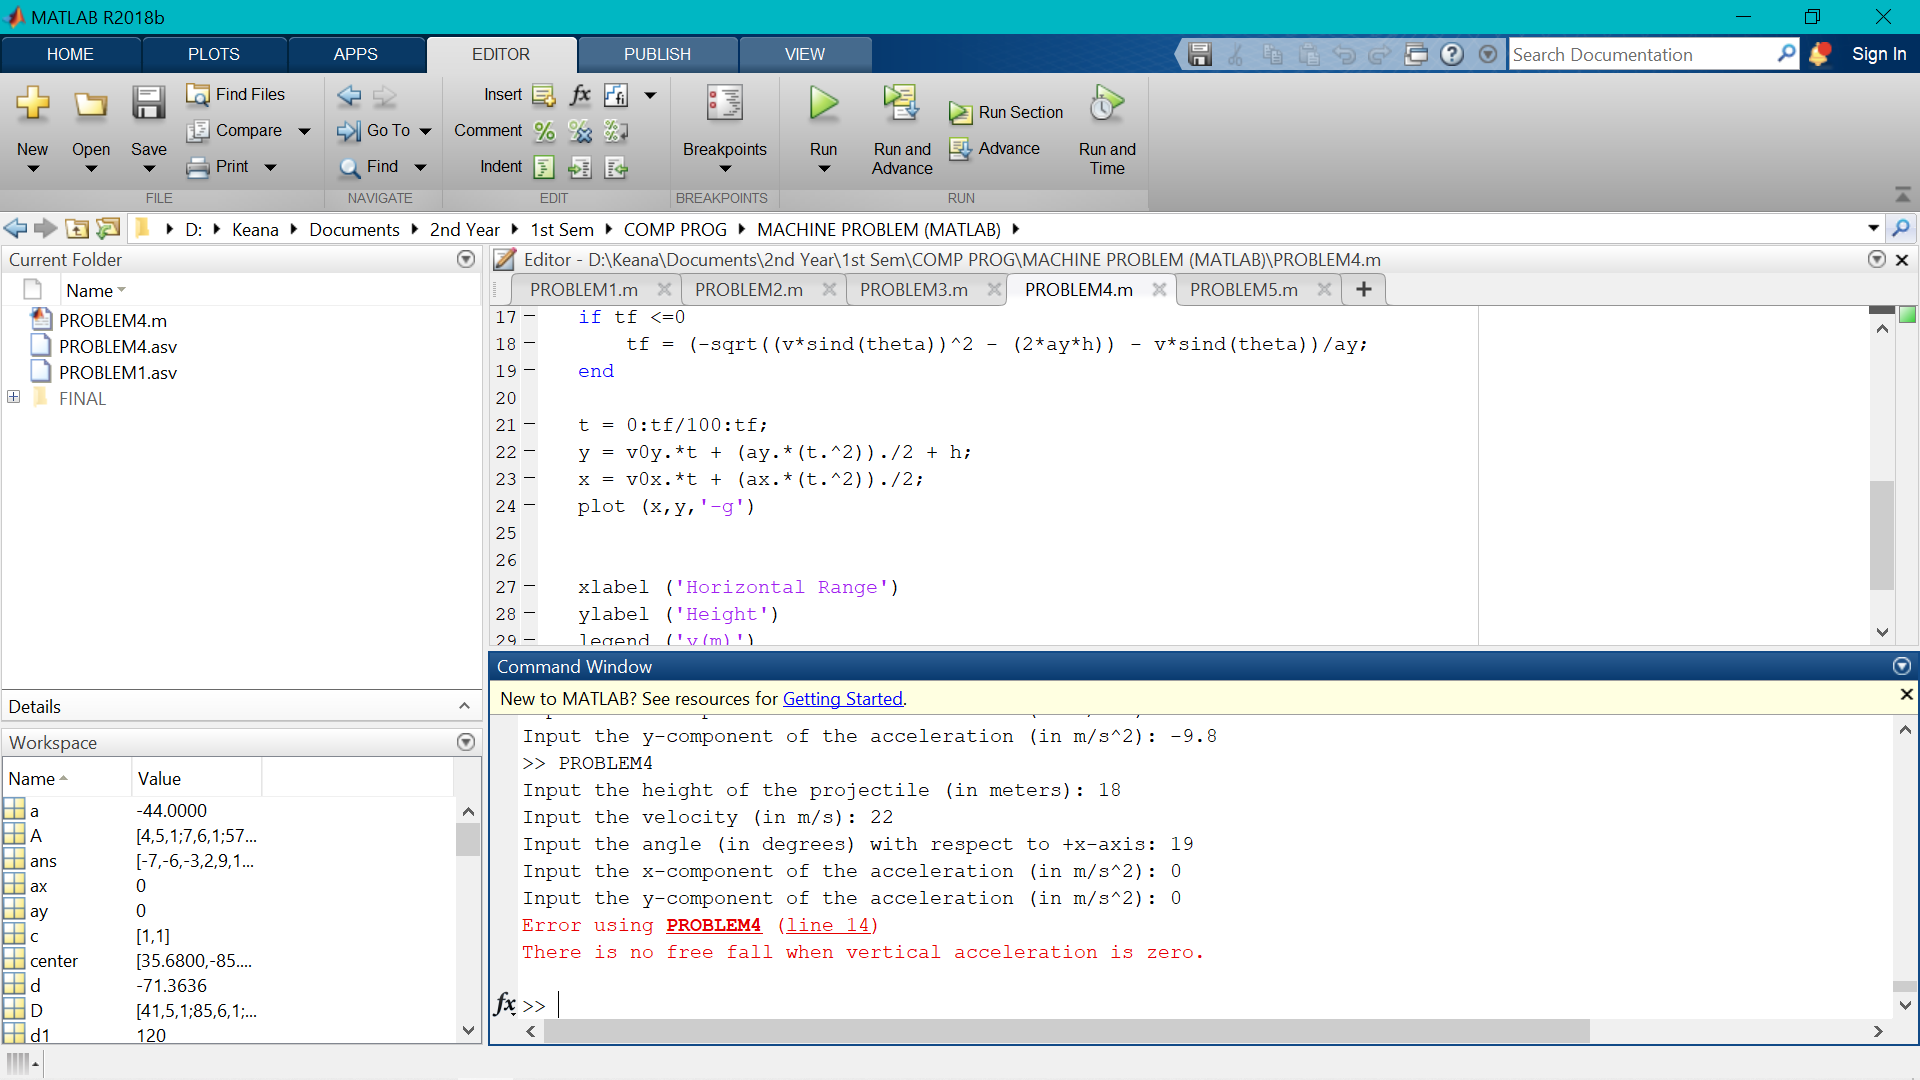 MATLAB R2018b
HOME PLOTS APPS EDITOR PUBLISH VIEW
Search Documentation
Sign In
New
Open
Save
Find Files
Compare
Print
FILE
Go To
Find
NAVIGATE
Insert fx fi
Comment
Indent
EDIT
Breakpoints
BREAKPOINTS
Run
Run and Advance
Run Section
Advance
Run and Time
RUN
D: Keana Documents 2nd Year 1st Sem COMP PROG MACHINE PROBLEM (MATLAB)
Current Folder
Name
PROBLEM4.m
PROBLEM4.asv
PROBLEM1.asv
FINAL
Details
Workspace
Name Value
a -44.0000
A [4,5,1;7,6,1;57...
ans [-7,-6,-3,2,9,1...
ax 0
ay 0
c [1,1]
center [35.6800,-85....
d -71.3636
D [41,5,1;85,6,1;...
d1 120
Editor - D:\Keana\Documents\2nd Year\1st Sem\COMP PROG\MACHINE PROBLEM (MATLAB)\PROBLEM4.m
PROBLEM1.m PROBLEM2.m PROBLEM3.m PROBLEM4.m PROBLEM5.m
17 if tf <=0
18 tf = (-sqrt((v*sind(theta))^2 - (2*ay*h)) - v*sind(theta))/ay;
19 end
20
21 t = 0:tf/100:tf;
22 y = v0y.*t + (ay.*(t.^2))./2 + h;
23 x = v0x.*t + (ax.*(t.^2))./2;
24 plot (x,y,'-g')
25
26
27 xlabel ('Horizontal Range')
28 ylabel ('Height')
29 legend ('y(m)')
Command Window
New to MATLAB? See resources for Getting Started.
Input the y-component of the acceleration (in m/s^2): -9.8
>> PROBLEM4
Input the height of the projectile (in meters): 18
Input the velocity (in m/s): 22
Input the angle (in degrees) with respect to +x-axis: 19
Input the x-component of the acceleration (in m/s^2): 0
Input the y-component of the acceleration (in m/s^2): 0
Error using PROBLEM4 (line 14)
There is no free fall when vertical acceleration is zero.
fx >>